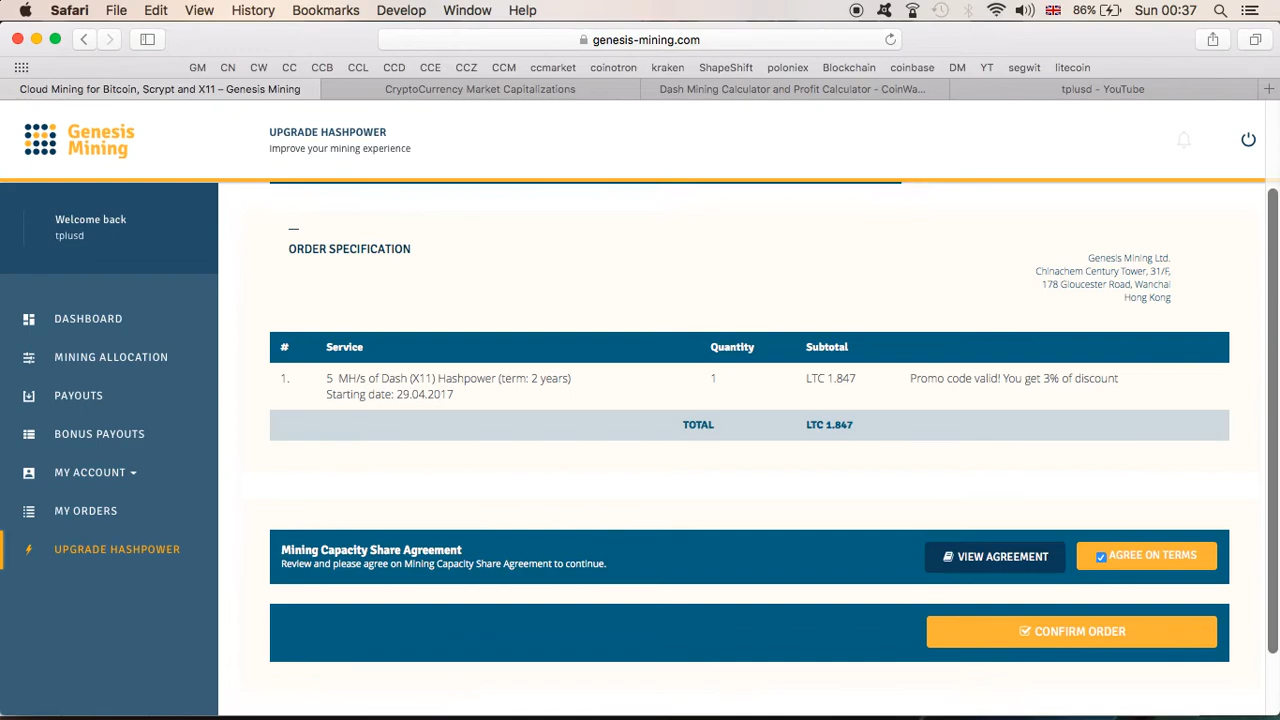 Safari File Edit View History Bookmarks Develop Window Help 86% Sun 00:37
genesis-mining.com
GM CN CW CC CCB CCL CCD CCE CCZ CCM ccmarket coinotron kraken ShapeShift poloniex Blockchain coinbase DM YT segwit litecoin
Cloud Mining for Bitcoin, Scrypt and X11 – Genesis Mining CryptoCurrency Market Capitalizations Dash Mining Calculator and Profit Calculator - CoinWa... tplusd - YouTube
Genesis
Mining
UPGRADE HASHPOWER
Improve your mining experience
Welcome back
tplusd
DASHBOARD
MINING ALLOCATION
PAYOUTS
BONUS PAYOUTS
MY ACCOUNT
MY ORDERS
UPGRADE HASHPOWER
ORDER SPECIFICATION
Genesis Mining Ltd.
Chinachem Century Tower, 31/F,
178 Gloucester Road, Wanchai
Hong Kong
# Service Quantity Subtotal
1. 5 MH/s of Dash (X11) Hashpower (term: 2 years) 1 LTC 1.847 Promo code valid! You get 3% of discount
Starting date: 29.04.2017
TOTAL LTC 1.847
Mining Capacity Share Agreement
Review and please agree on Mining Capacity Share Agreement to continue.
VIEW AGREEMENT AGREE ON TERMS
CONFIRM ORDER